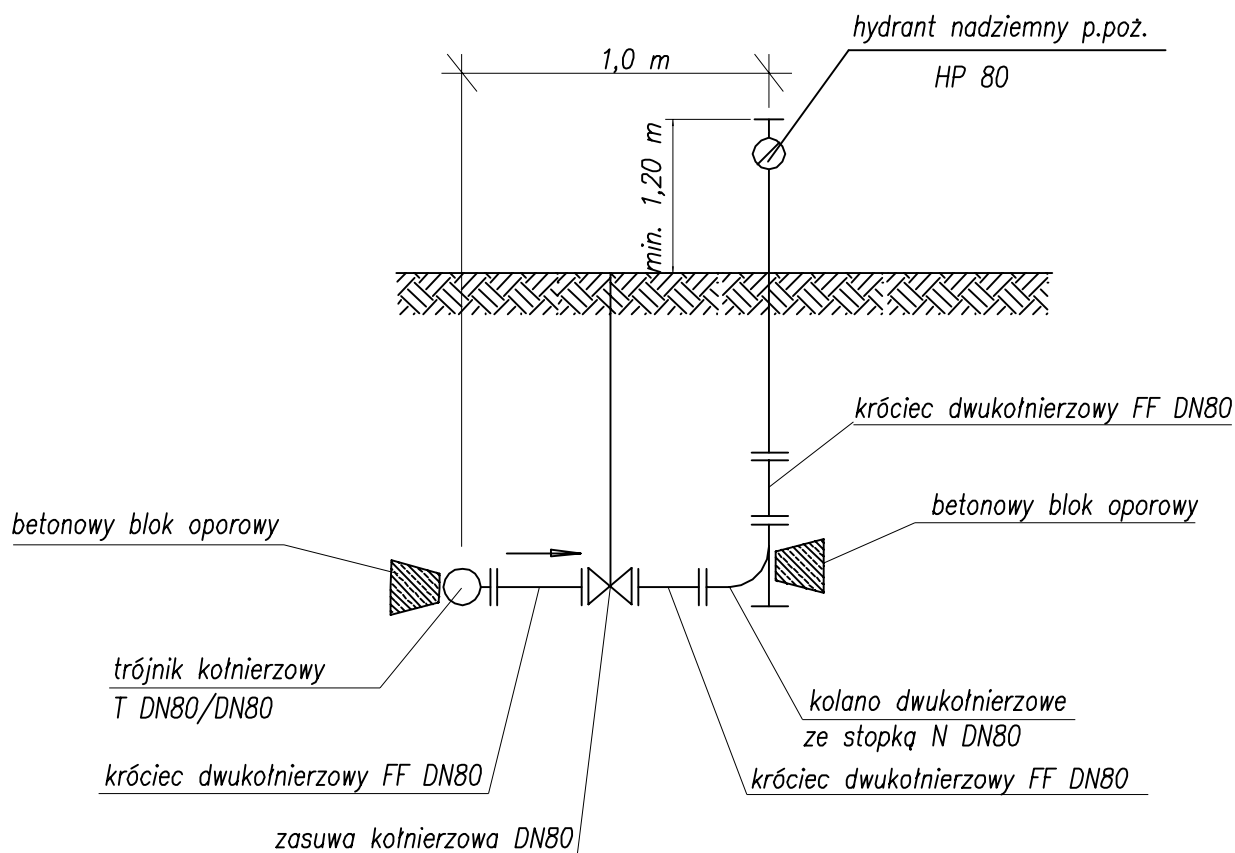 hydrant nadziemny p.poż.
HP 80
1,0 m
min. 1,20 m
króciec dwukołnierzowy FF DN80
betonowy blok oporowy
betonowy blok oporowy
trójnik kołnierzowy
T DN80/DN80
kolano dwukołnierzowe
ze stopką N DN80
króciec dwukołnierzowy FF DN80
króciec dwukołnierzowy FF DN80
zasuwa kołnierzowa DN80